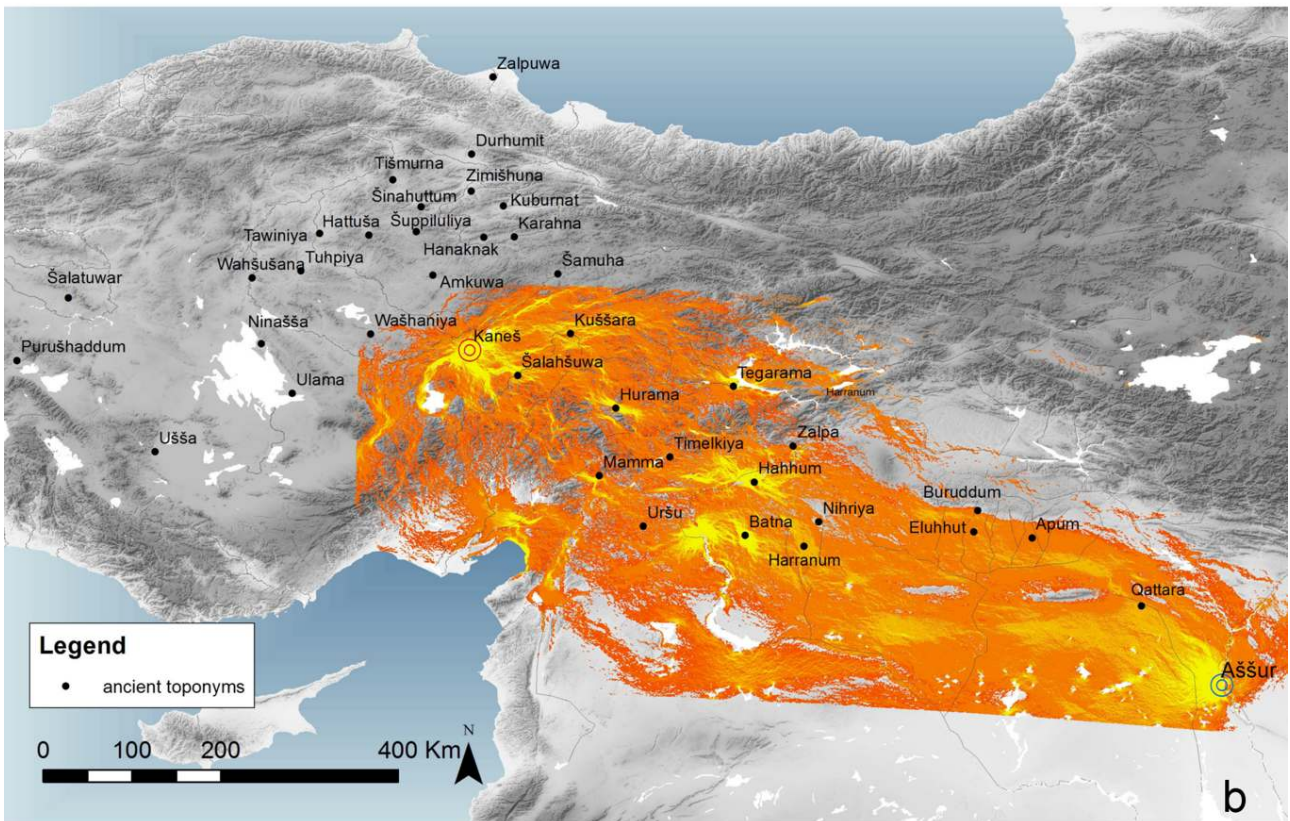 Zalpuwa
Durhumit
Tišmurna
Zimišhuna
Šinahuttum
Kuburnat
Hattuša
Šuppiluliya
Karahna
Tawiniya
Hanaknak
Wahšušana
Tuhpiya
Amkuwa
Šamuha
Šalatuwar
Ninašša
Wašhaniya
Kaneš
Kuššara
Purušhaddum
Šalahšuwa
Ulama
Tegarama
Harranum
Hurama
Ušša
Timelkiya
Zalpa
Mamma
Hahhum
Buruddum
Uršu
Batna
Nihriya
Eluhhut
Apum
Harranum
Qattara
Aššur
Legend
ancient toponyms
N
0 100 200 400 Km
b